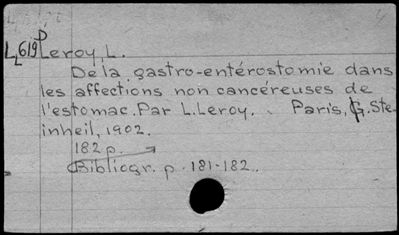 D
LL619 Leroy, L.
De la gastro-entérostomie dans
les affections non cancéreuses de
l'estomac. Par L. Leroy. Paris, G. Ste-
inheil, 1902.
182 p.
Bibliogr. p. 181-182.